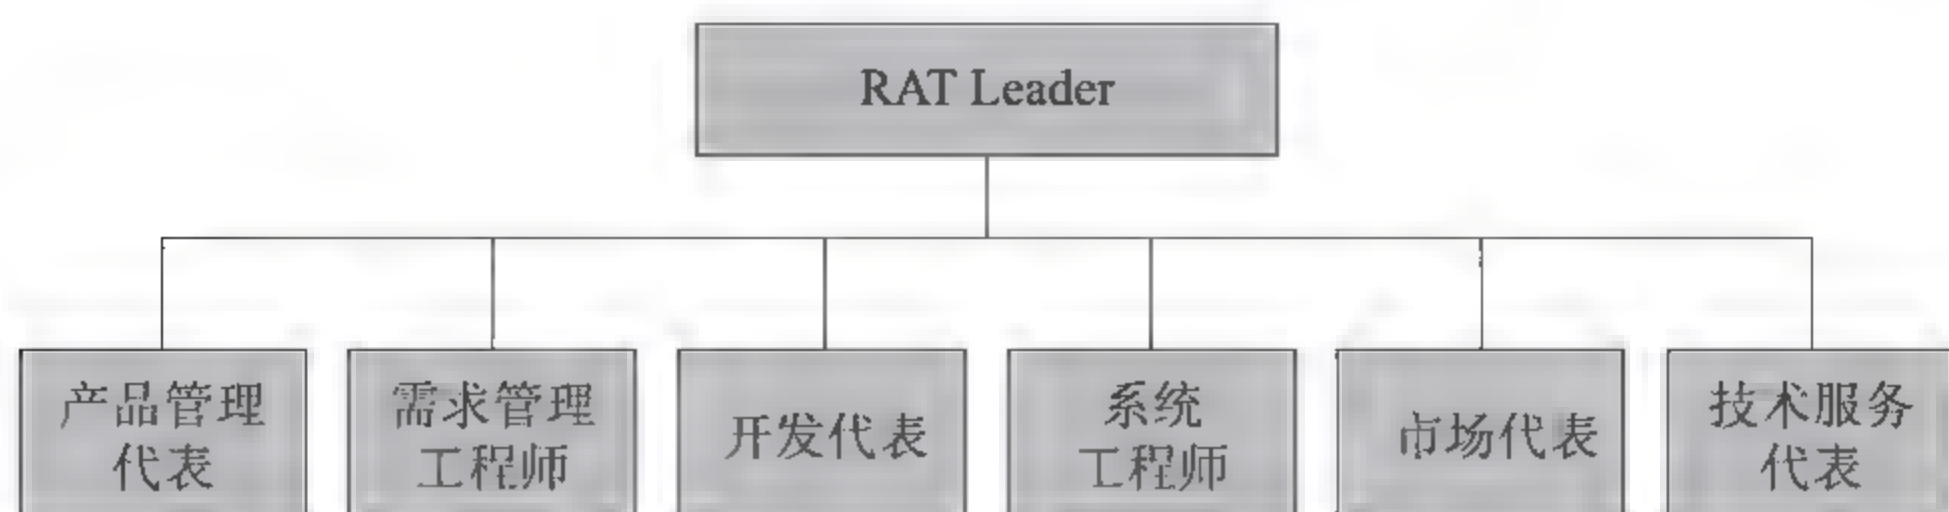 RAT Leader
产品管理
代表
需求管理
工程师
开发代表
系统
工程师
市场代表
技术服务
代表